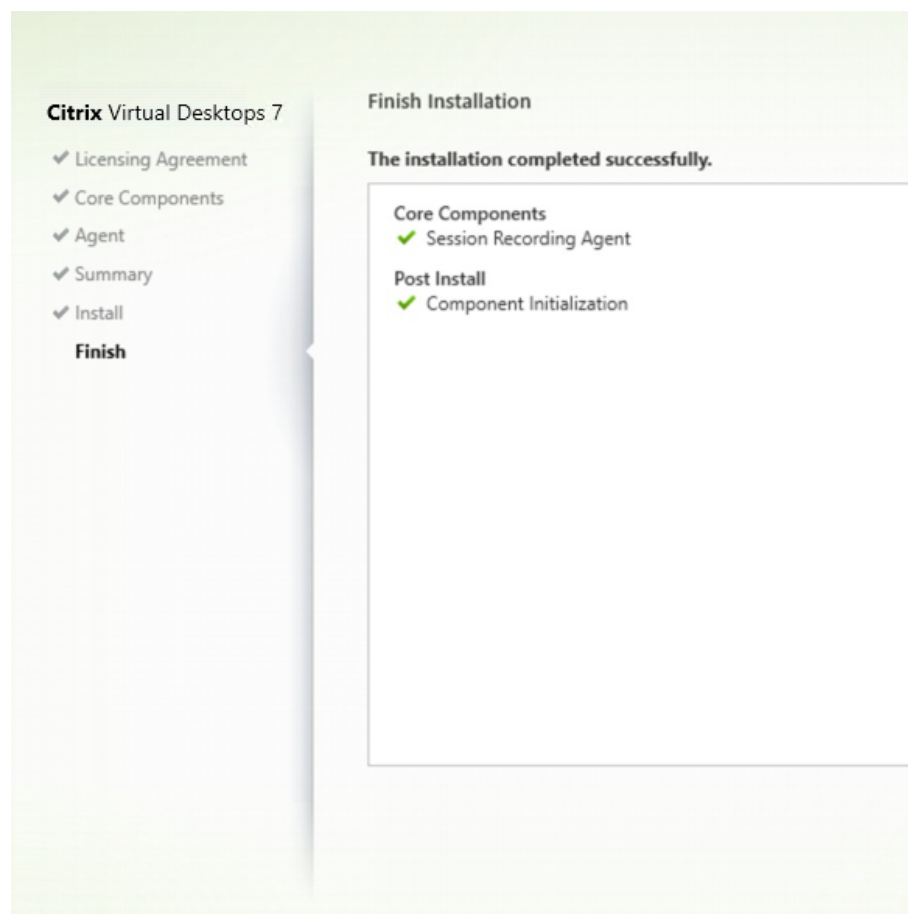 Citrix Virtual Desktops 7
Licensing Agreement
Core Components
Agent
Summary
Install
Finish
Finish Installation
The installation completed successfully.
Core Components
Session Recording Agent
Post Install
Component Initialization